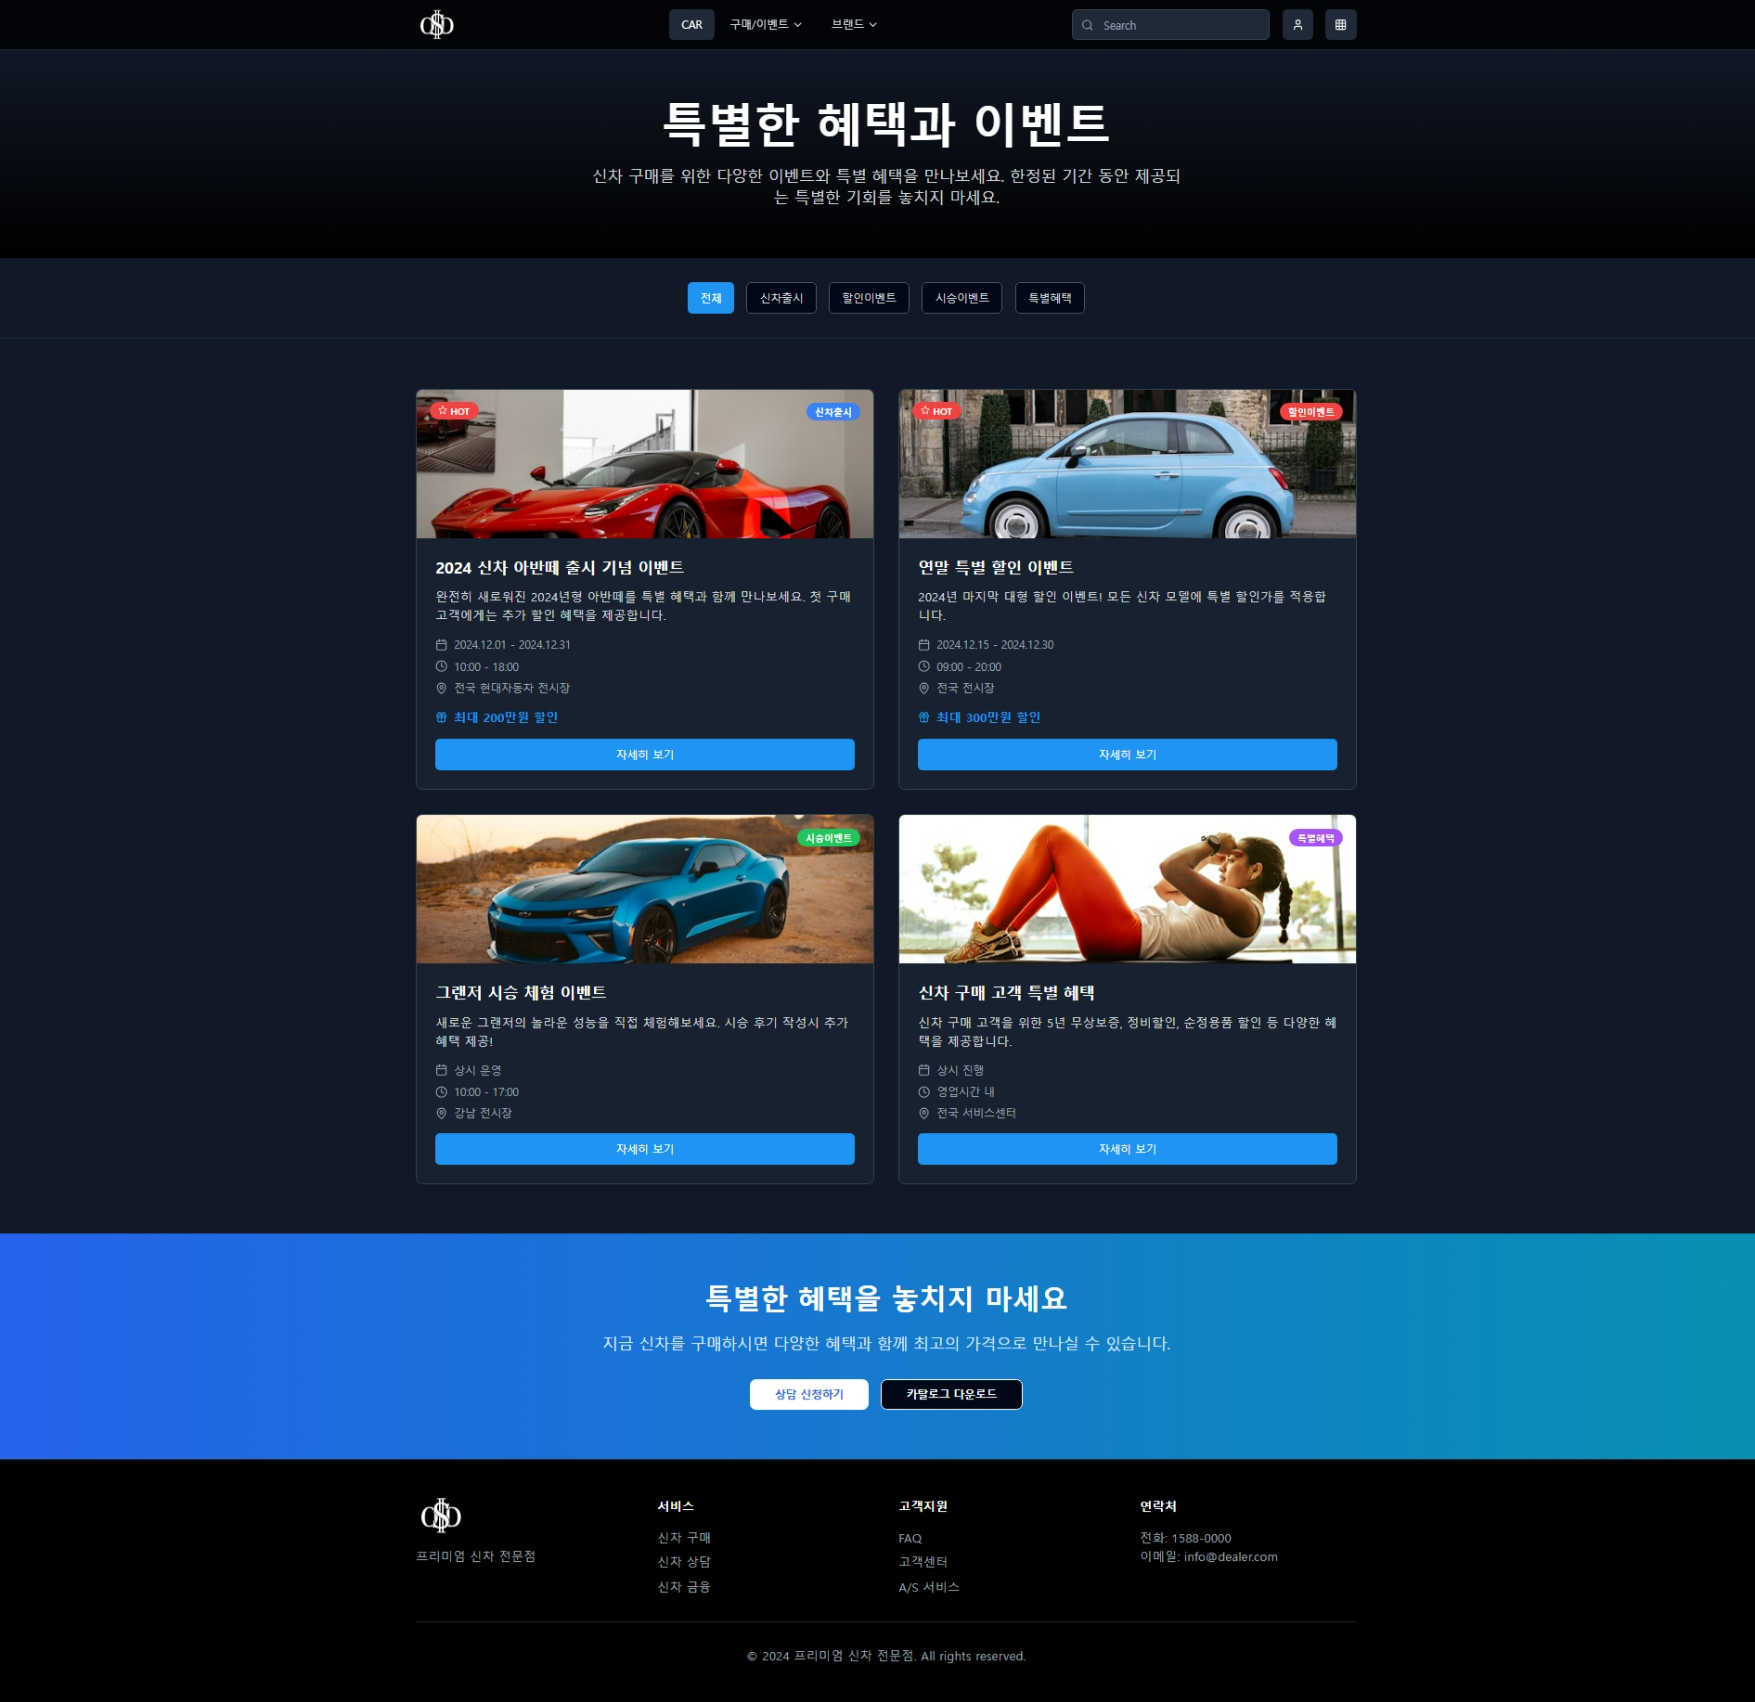 CAR
구매/이벤트
브랜드
Search
특별한 혜택과 이벤트
신차 구매를 위한 다양한 이벤트와 특별 혜택을 만나보세요. 한정된 기간 동안 제공되
는 특별한 기회를 놓치지 마세요.
전체
신차출시
할인이벤트
시승이벤트
특별혜택
HOT
신차출시
2024 신차 아반떼 출시 기념 이벤트
완전히 새로워진 2024년형 아반떼를 특별 혜택과 함께 만나보세요. 첫 구매
고객에게는 추가 할인 혜택을 제공합니다.
2024.12.01 - 2024.12.31
10:00 - 18:00
전국 현대자동차 전시장
최대 200만원 할인
자세히 보기
HOT
할인이벤트
연말 특별 할인 이벤트
2024년 마지막 대형 할인 이벤트! 모든 신차 모델에 특별 할인가를 적용합
니다.
2024.12.15 - 2024.12.30
09:00 - 20:00
전국 전시장
최대 300만원 할인
자세히 보기
시승이벤트
그랜저 시승 체험 이벤트
새로운 그랜저의 놀라운 성능을 직접 체험해보세요. 시승 후기 작성시 추가
혜택 제공!
상시 운영
10:00 - 17:00
강남 전시장
자세히 보기
특별혜택
신차 구매 고객 특별 혜택
신차 구매 고객을 위한 5년 무상보증, 정비할인, 순정용품 할인 등 다양한 혜
택을 제공합니다.
상시 진행
영업시간 내
전국 서비스센터
자세히 보기
특별한 혜택을 놓치지 마세요
지금 신차를 구매하시면 다양한 혜택과 함께 최고의 가격으로 만나실 수 있습니다.
상담 신청하기
카탈로그 다운로드
프리미엄 신차 전문점
서비스
신차 구매
신차 상담
신차 금융
고객지원
FAQ
고객센터
A/S 서비스
연락처
전화: 1588-0000
이메일: info@dealer.com
© 2024 프리미엄 신차 전문점. All rights reserved.